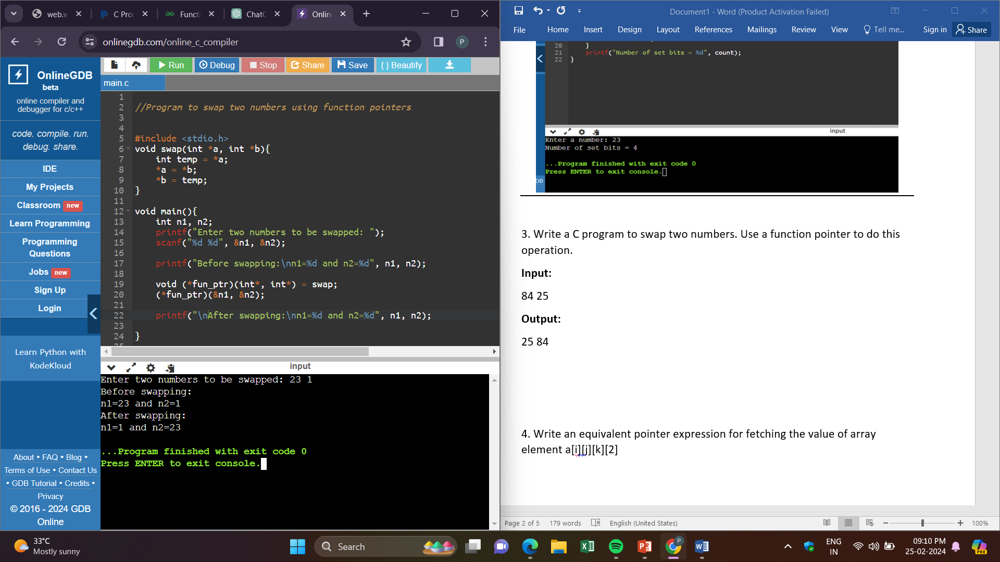 web.w
C Pro
Functi
ChatG
Onlin
onlinegdb.com/online_c_compiler
P
OnlineGDB
beta
online compiler and
debugger for c/c++
code. compile. run.
debug. share.
IDE
My Projects
Classroom new
Learn Programming
Programming
Questions
Jobs new
Sign Up
Login
Learn Python with
KodeKloud
About • FAQ • Blog •
Terms of Use • Contact Us
• GDB Tutorial • Credits •
Privacy
© 2016 - 2024 GDB
Online
Run Debug Stop Share Save { } Beautify
main.c
1
2 //Program to swap two numbers using function pointers
3
4
5 #include <stdio.h>
6 void swap(int *a, int *b){
7 int temp = *a;
8 *a = *b;
9 *b = temp;
10 }
11
12 void main(){
13 int n1, n2;
14 printf("Enter two numbers to be swapped: ");
15 scanf("%d %d", &n1, &n2);
16
17 printf("Before swapping:\nn1=%d and n2=%d", n1, n2);
18
19 void (*fun_ptr)(int*, int*) = swap;
20 (*fun_ptr)(&n1, &n2);
21
22 printf("\nAfter swapping:\nn1=%d and n2=%d", n1, n2);
23
24 }
25
input
Enter two numbers to be swapped: 23 1
Before swapping:
n1=23 and n2=1
After swapping:
n1=1 and n2=23
...Program finished with exit code 0
Press ENTER to exit console.
Document1 - Word (Product Activation Failed)
File Home Insert Design Layout References Mailings Review View Tell me... Sign in Share
20 }
21 printf("Number of set bits = %d", count);
22 }
input
Enter a number: 23
Number of set bits = 4
...Program finished with exit code 0
Press ENTER to exit console.
DB
3. Write a C program to swap two numbers. Use a function pointer to do this
operation.
Input:
84 25
Output:
25 84
4. Write an equivalent pointer expression for fetching the value of array
element a[i][j][k][2]
Page 2 of 5 179 words English (United States) 100%
33°C
Mostly sunny
Search
P
ENG
IN
09:10 PM
25-02-2024
PRE